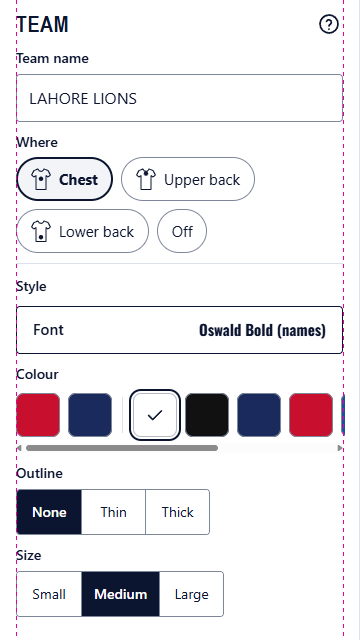 TEAM
Team name
LAHORE LIONS
Where
Chest Upper back
Lower back Off
Style
Font Oswald Bold (names)
Colour
Outline
None Thin Thick
Size
Small Medium Large